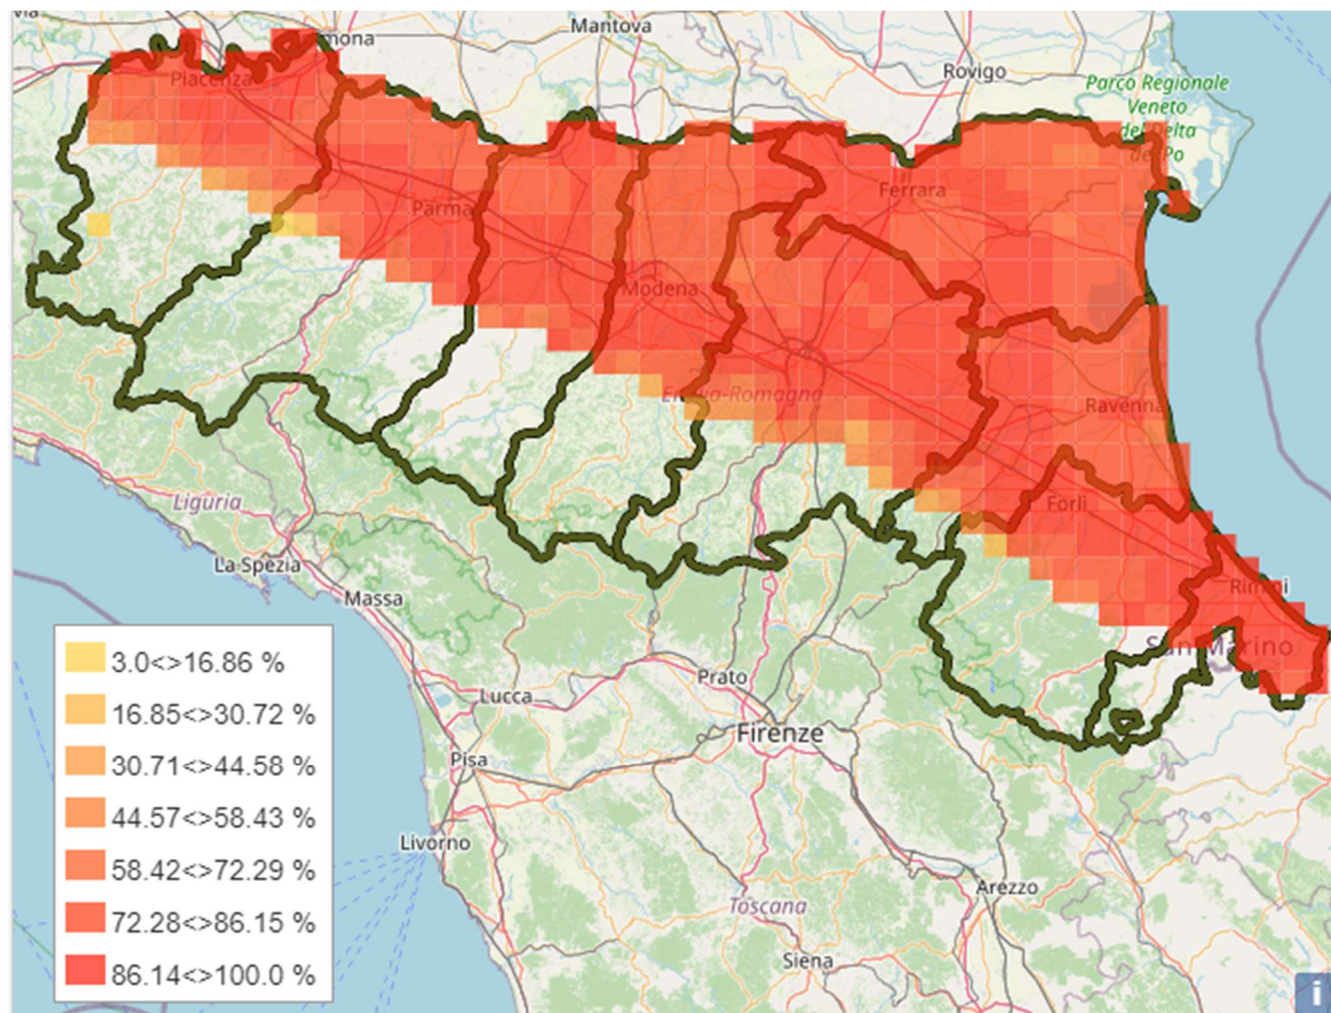 via
mona
Mantova
Rovigo
Piacenza
Parco Regionale
Veneto
del Delta
del Po
Ferrara
Parma
Modena
Emilia-Romagna
Ravenna
Liguria
Forlì
La Spezia
Rimini
Massa
San Marino
3.0<>16.86 %
16.85<>30.72 %
30.71<>44.58 %
44.57<>58.43 %
58.42<>72.29 %
72.28<>86.15 %
86.14<>100.0 %
Prato
Lucca
Firenze
Pisa
Livorno
Arezzo
Toscana
Siena
i